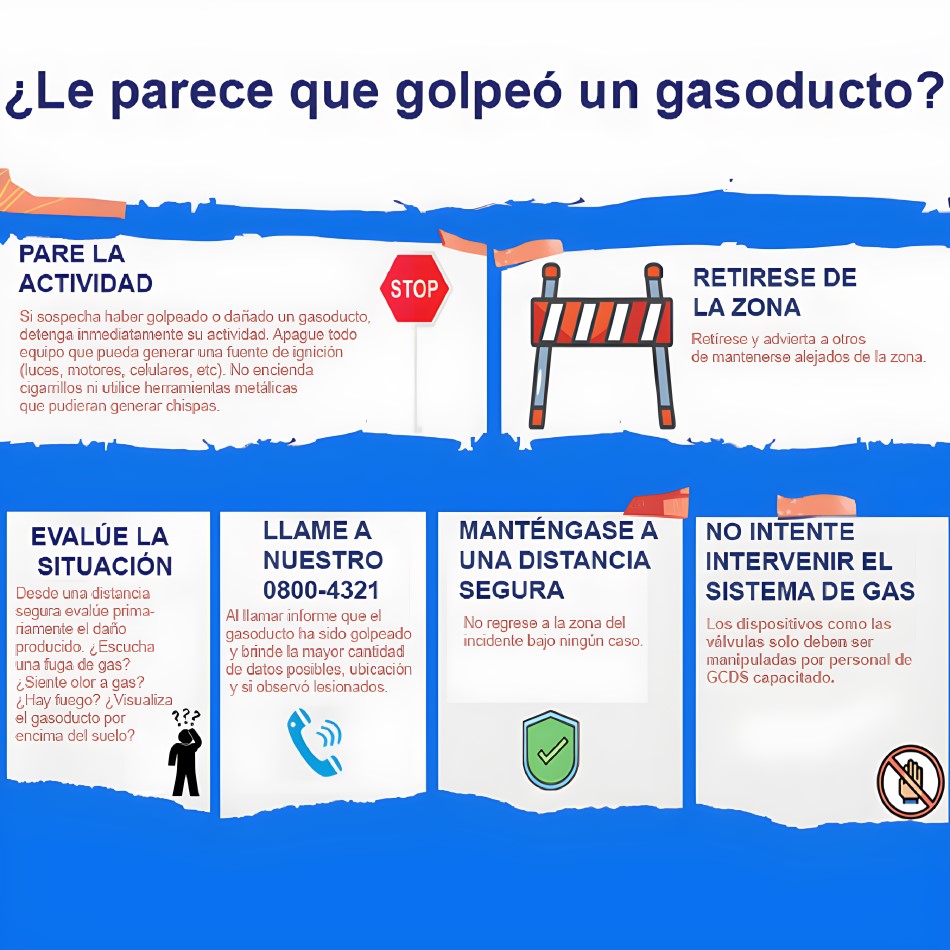 ¿Le parece que golpeó un gasoducto?
PARE LA
ACTIVIDAD
Si sospecha haber golpeado o dañado un gasoducto,
detenga inmediatamente su actividad. Apague todo
equipo que pueda generar una fuente de ignición
(luces, motores, celulares, etc). No encienda
cigarrillos ni utilice herramientas metálicas
que pudieran generar chispas.
STOP
RETIRESE DE
LA ZONA
Retírese y advierta a otros
de mantenerse alejados de la zona.
EVALÚE LA
SITUACIÓN
Desde una distancia
segura evalúe prima-
riamente el daño
producido. ¿Escucha
una fuga de gas?
¿Siente olor a gas?
¿Hay fuego? ¿Visualiza
el gasoducto por
encima del suelo?
???
LLAME A
NUESTRO
0800-4321
Al llamar informe que el
gasoducto ha sido golpeado
y brinde la mayor cantidad
de datos posibles, ubicación
y si observó lesionados.
MANTÉNGASE A
UNA DISTANCIA
SEGURA
No regrese a la zona del
incidente bajo ningún caso.
NO INTENTE
INTERVENIR EL
SISTEMA DE GAS
Los dispositivos como las
válvulas solo deben ser
manipuladas por personal de
GCDS capacitado.